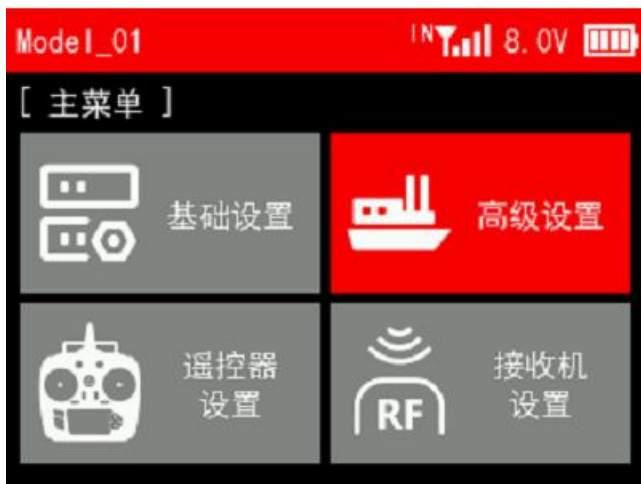 Model_01 IN 8.0V
[ 主菜单 ]
基础设置
高级设置
遥控器
设置
RF
接收机
设置